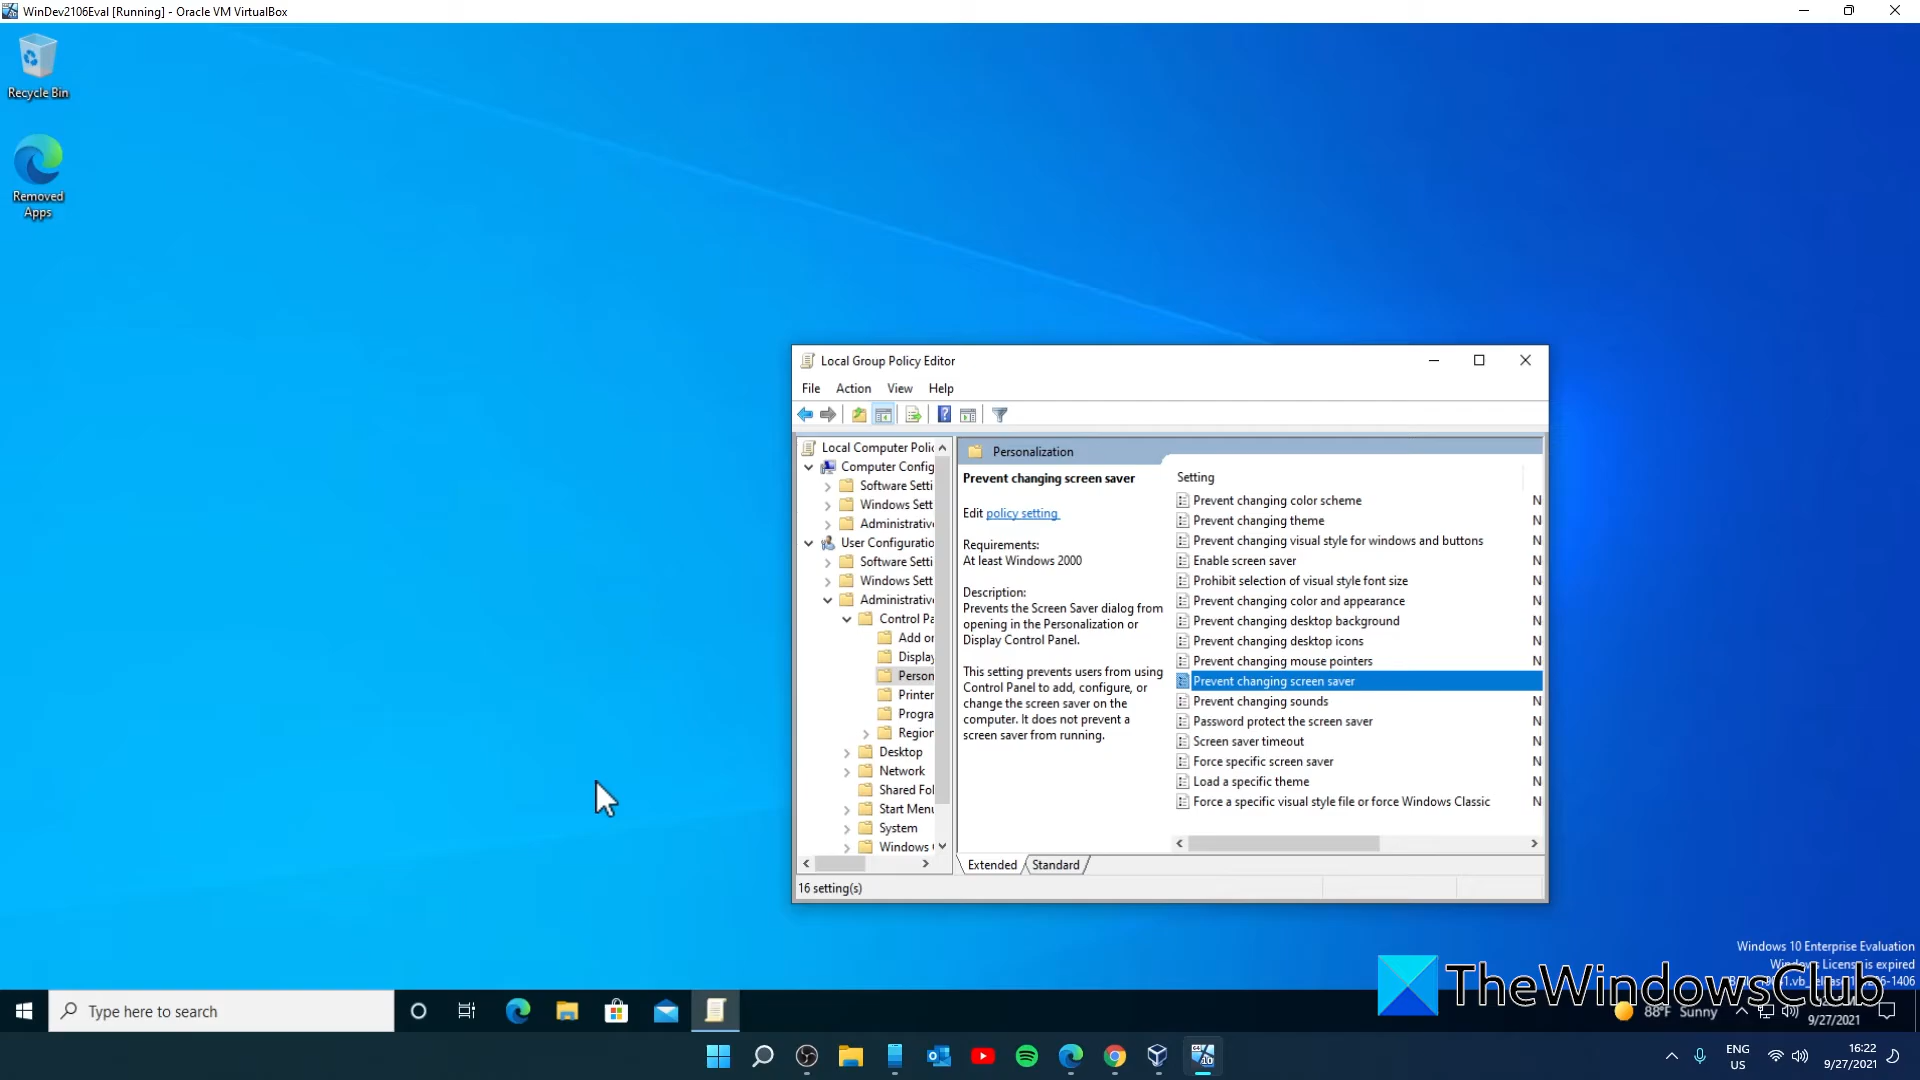 WinDev2106Eval [Running] - Oracle VM VirtualBox
Recycle Bin
Removed
Apps
Local Group Policy Editor
File Action View Help
Local Computer Polic
Computer Config
Software Setti
Windows Sett
Administrative
User Configuratio
Software Setti
Windows Sett
Administrative
Control Pa
Add or
Display
Person
Printer
Progra
Region
Desktop
Network
Shared Fol
Start Menu
System
Windows C
Personalization
Prevent changing screen saver
Edit policy setting
Requirements:
At least Windows 2000
Description:
Prevents the Screen Saver dialog from
opening in the Personalization or
Display Control Panel.
This setting prevents users from using
Control Panel to add, configure, or
change the screen saver on the
computer. It does not prevent a
screen saver from running.
Setting
Prevent changing color scheme N
Prevent changing theme N
Prevent changing visual style for windows and buttons N
Enable screen saver N
Prohibit selection of visual style font size N
Prevent changing color and appearance N
Prevent changing desktop background N
Prevent changing desktop icons N
Prevent changing mouse pointers N
Prevent changing screen saver N
Prevent changing sounds N
Password protect the screen saver N
Screen saver timeout N
Force specific screen saver N
Load a specific theme N
Force a specific visual style file or force Windows Classic N
Extended Standard
16 setting(s)
Windows 10 Enterprise Evaluation
Windows License is expired
TheWindowsClub
Type here to search
88°F Sunny
9/27/2021
ENG
US
16:22
9/27/2021